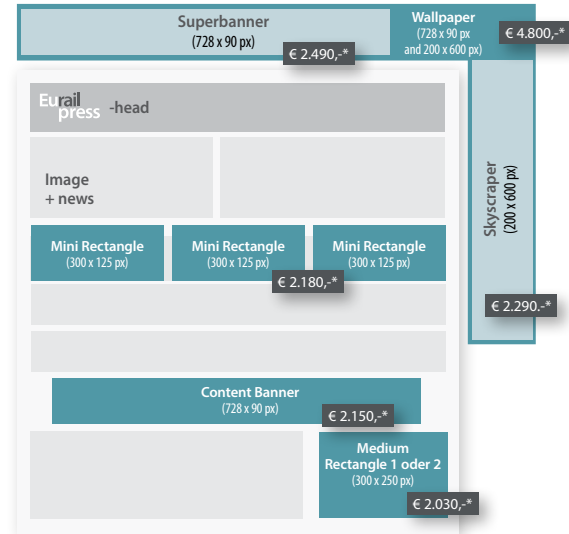 Superbanner
(728 x 90 px)
€ 2.490,-*
Wallpaper
(728 x 90 px
and 200 x 600 px)
€ 4.800,-*
Eurail
press
-head
Image
+ news
Skyscraper
(200 x 600 px)
€ 2.290.-*
Mini Rectangle
(300 x 125 px)
Mini Rectangle
(300 x 125 px)
Mini Rectangle
(300 x 125 px)
€ 2.180,-*
Content Banner
(728 x 90 px)
€ 2.150,-*
Medium
Rectangle 1 oder 2
(300 x 250 px)
€ 2.030,-*